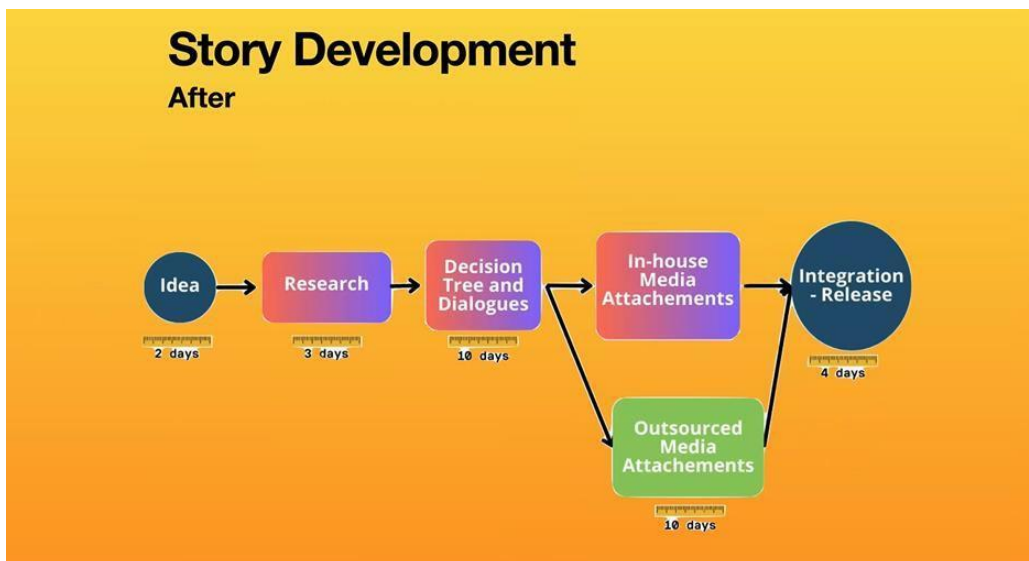 Story Development
After
Idea
2 days
Research
3 days
Decision
Tree and
Dialogues
10 days
In-house
Media
Attachements
Outsourced
Media
Attachements
10 days
Integration
- Release
4 days